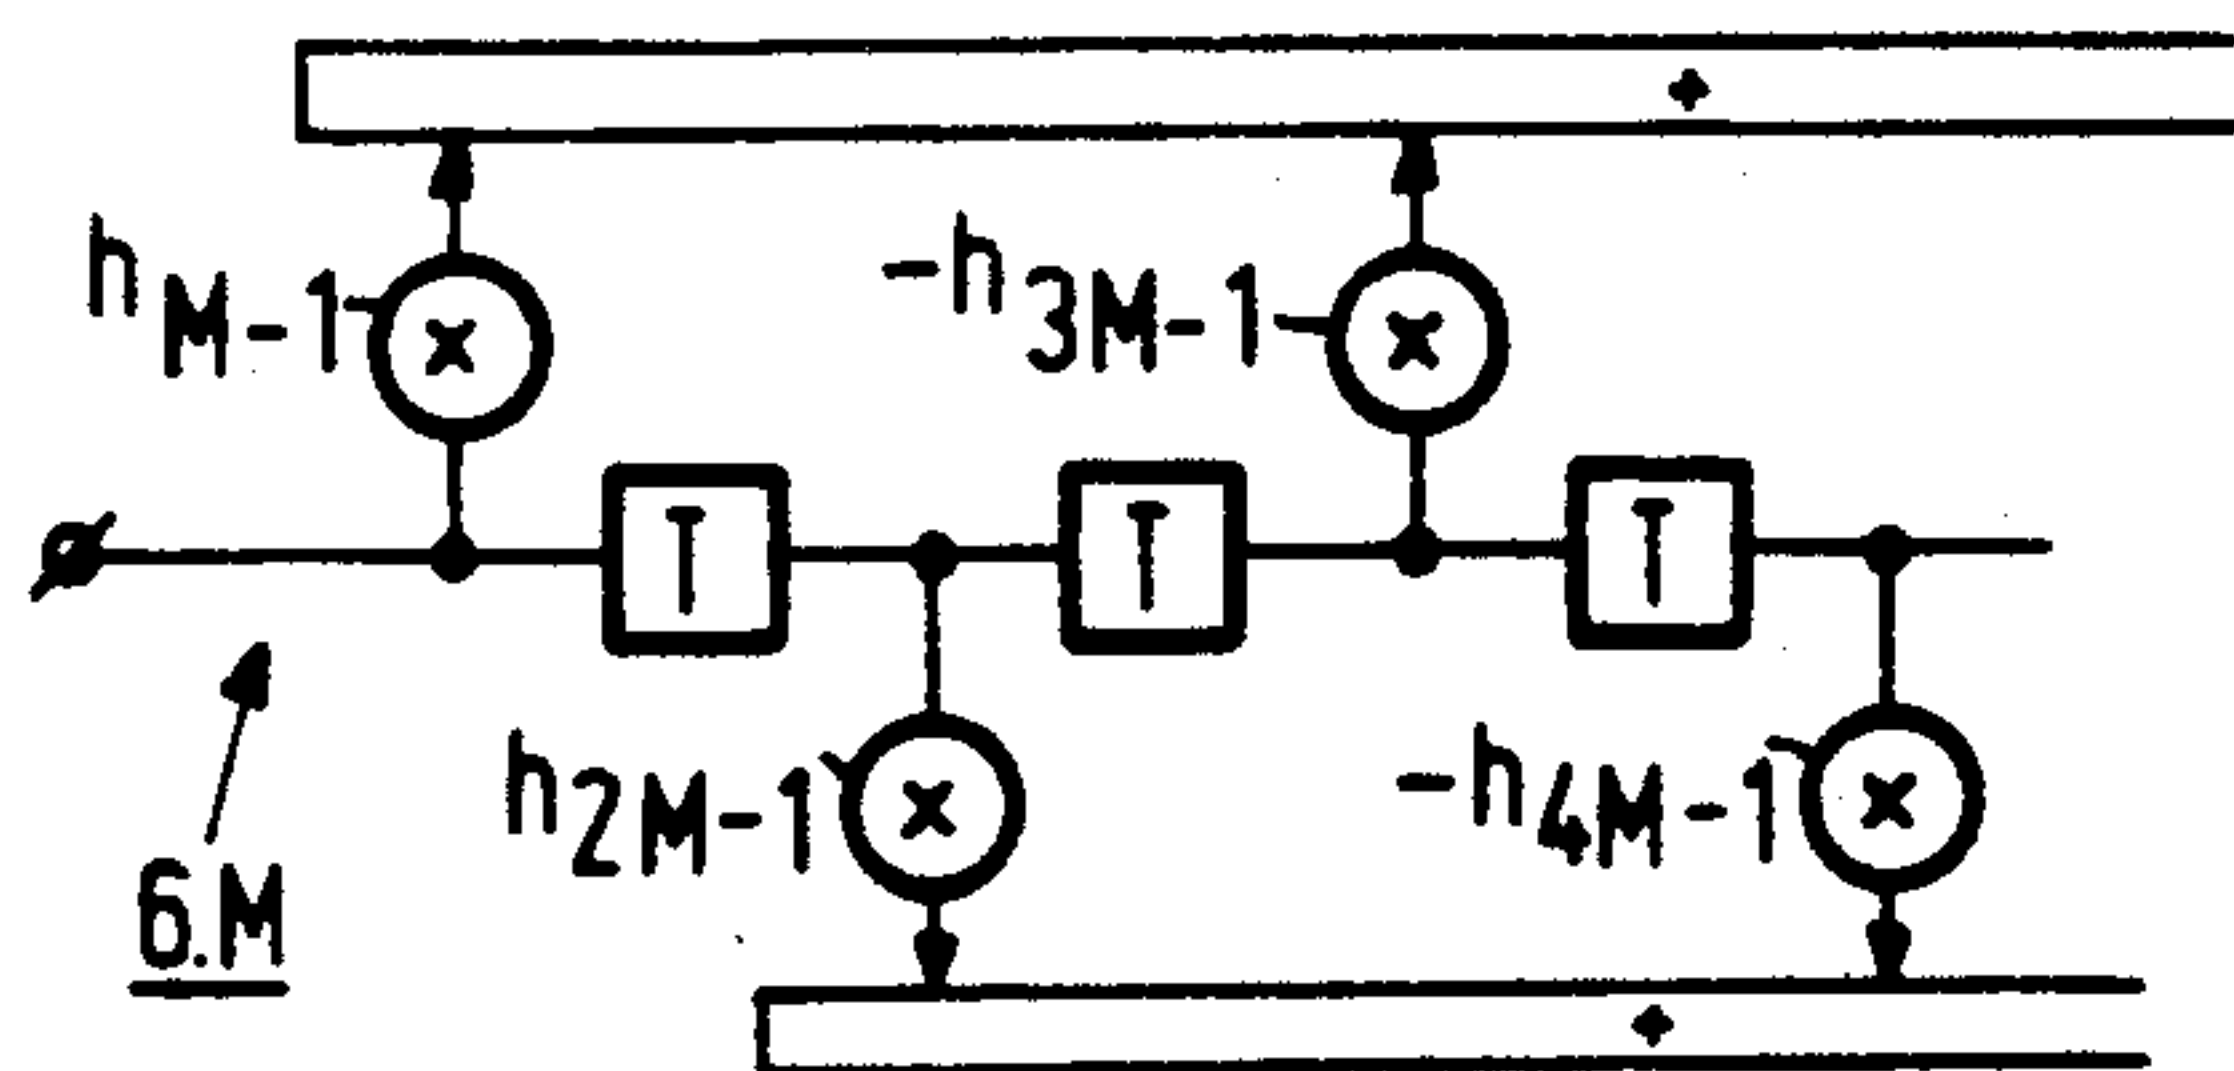 +
h M-1 ×
-h 3M-1 ×
T T T
h 2M-1 ×
-h 4M-1 ×
6.M
+